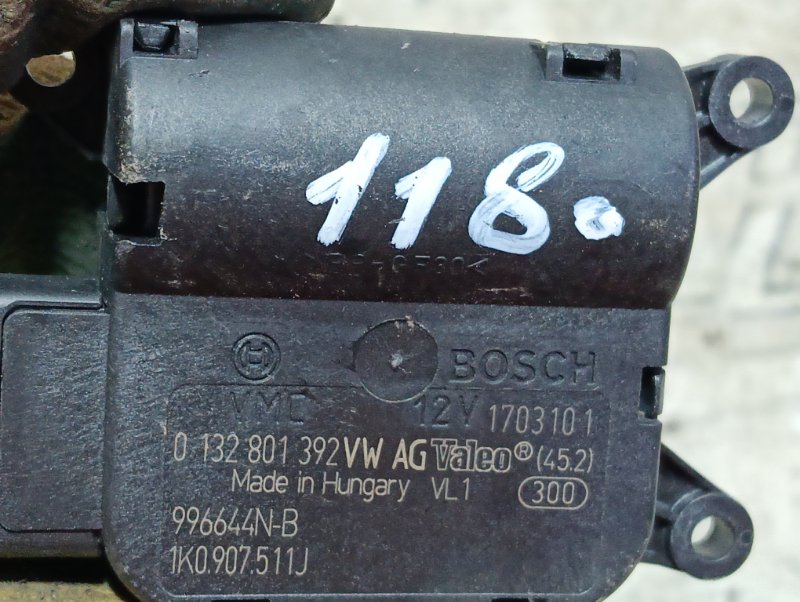 118.
BOSCH
VMC 12V 1703101
0 132 801 392 VW AG Valeo® (45.2)
Made in Hungary VL1 300
996644N-B
1K0.907.511J